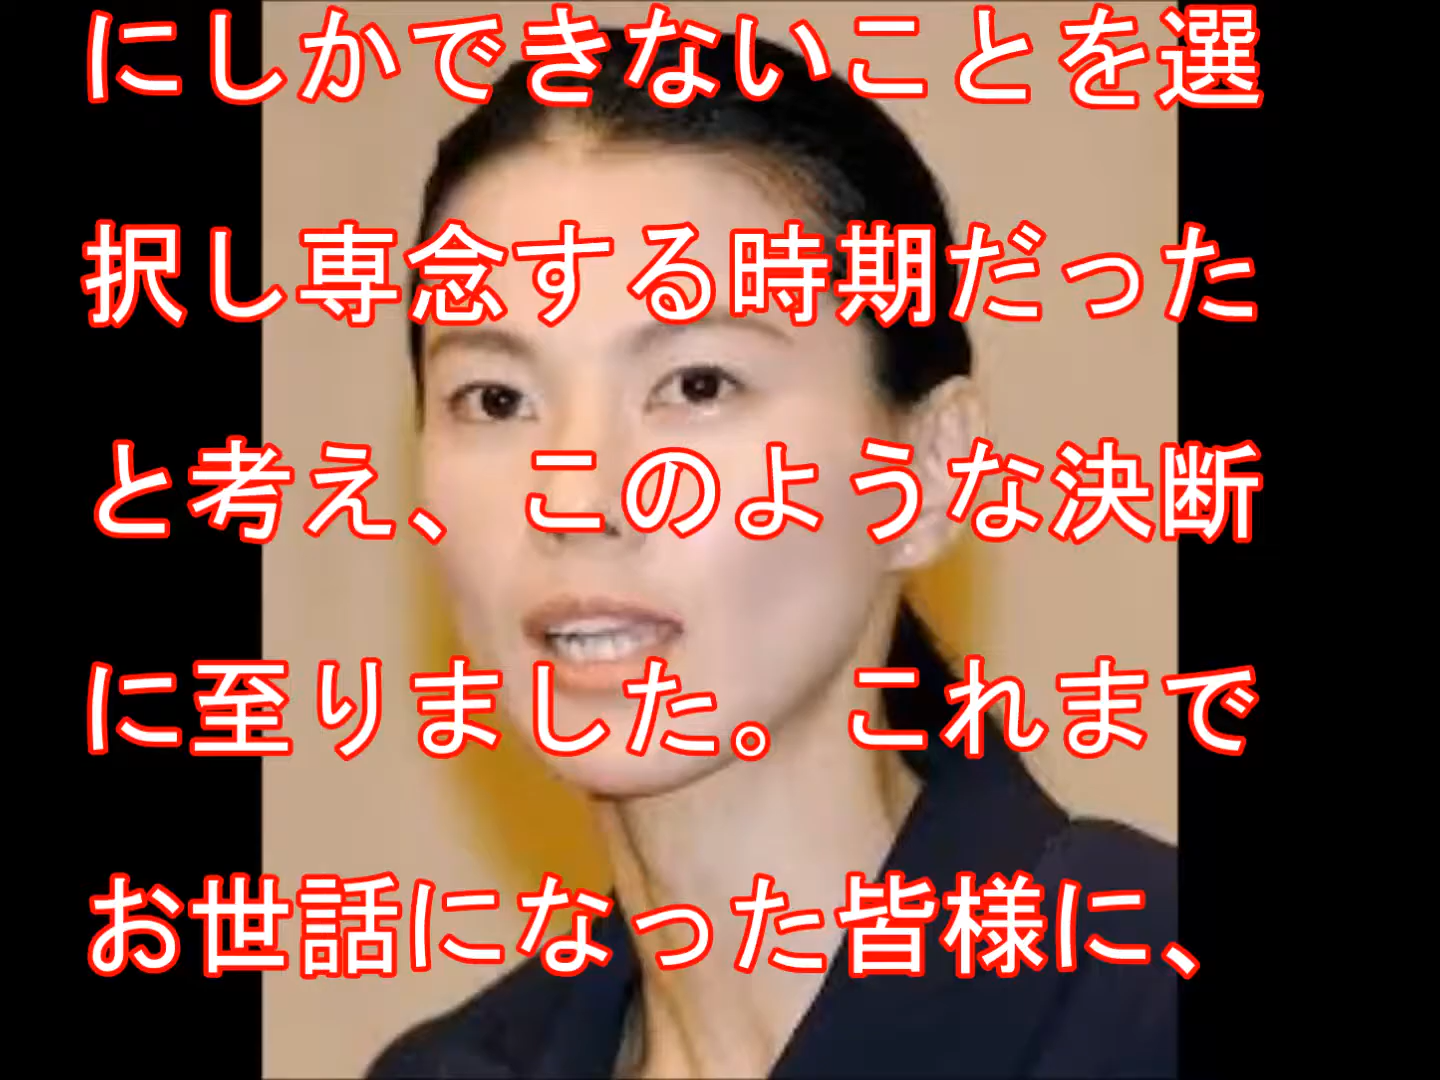 にしかできないことを選
択し専念する時期だった
と考え、このような決断
に至りました。これまで
お世話になった皆様に、